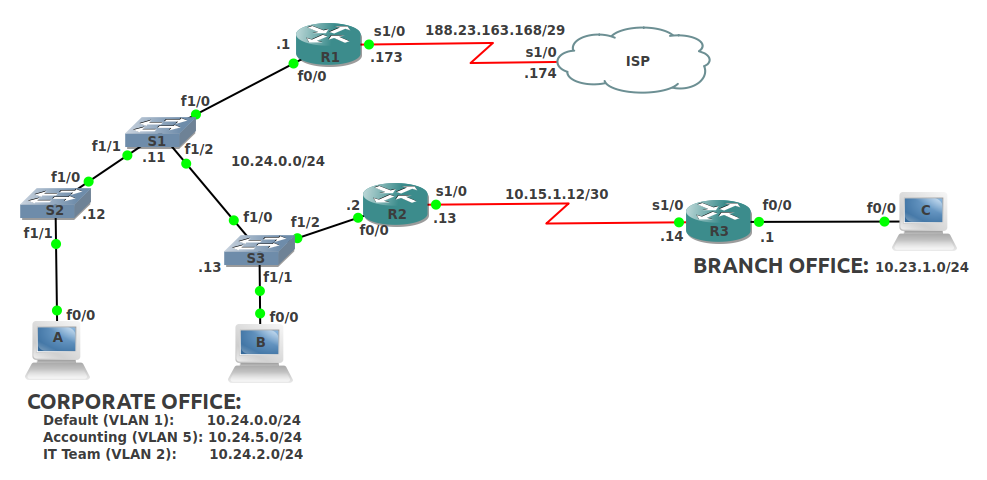 s1/0
188.23.163.168/29
.1
R1
.173
s1/0
ISP
.174
f0/0
f1/0
f1/1
S1
.11
f1/2
10.24.0.0/24
f1/0
S2
.12
f1/1
s1/0
10.15.1.12/30
.2
R2
.13
f0/0
f1/0
f1/2
S3
.13
f1/1
s1/0
R3
.14
f0/0
.1
f0/0
C
BRANCH OFFICE: 10.23.1.0/24
f0/0
A
f0/0
B
CORPORATE OFFICE:
Default (VLAN 1): 10.24.0.0/24
Accounting (VLAN 5): 10.24.5.0/24
IT Team (VLAN 2): 10.24.2.0/24